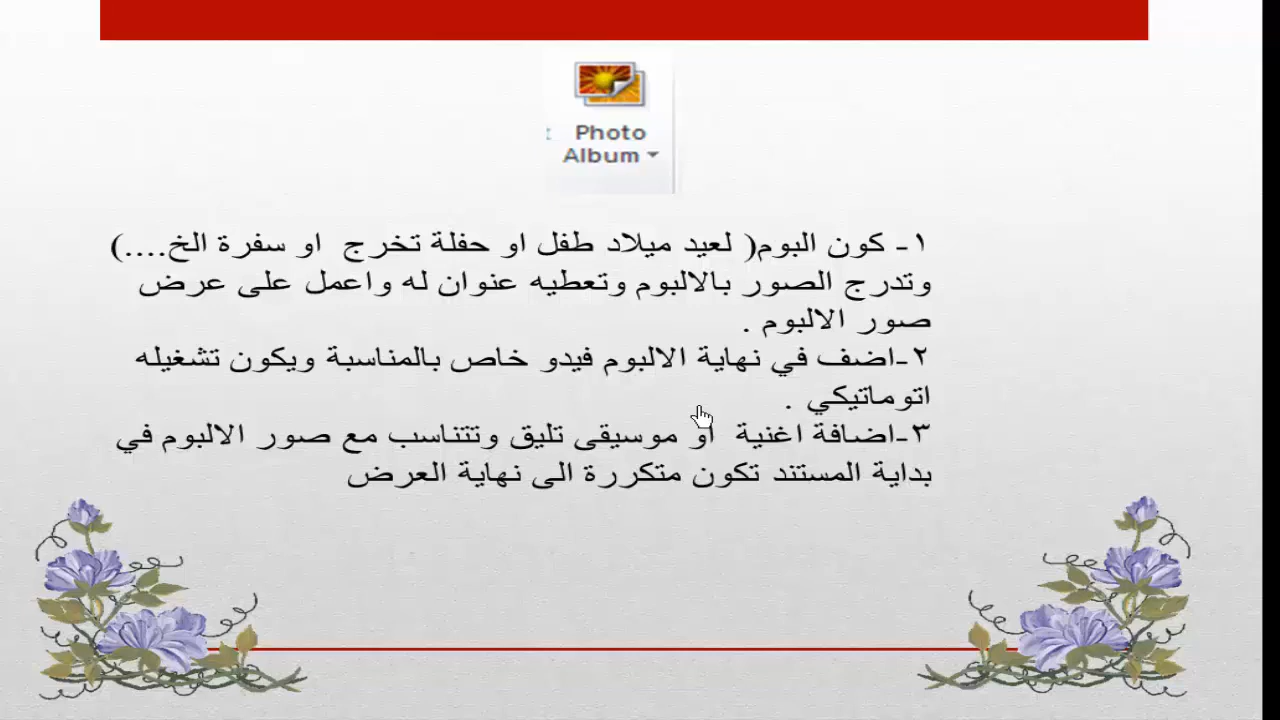 Photo
Album
١- كون البوم( لعيد ميلاد طفل او حفلة تخرج او سفرة الخ....)
وتدرج الصور بالالبوم وتعطيه عنوان له واعمل على عرض
صور الالبوم .
٢-اضف في نهاية الالبوم فيدو خاص بالمناسبة ويكون تشغيله
اتوماتيكي .
٣-اضافة اغنية او موسيقى تليق وتتناسب مع صور الالبوم في
بداية المستند تكون متكررة الى نهاية العرض